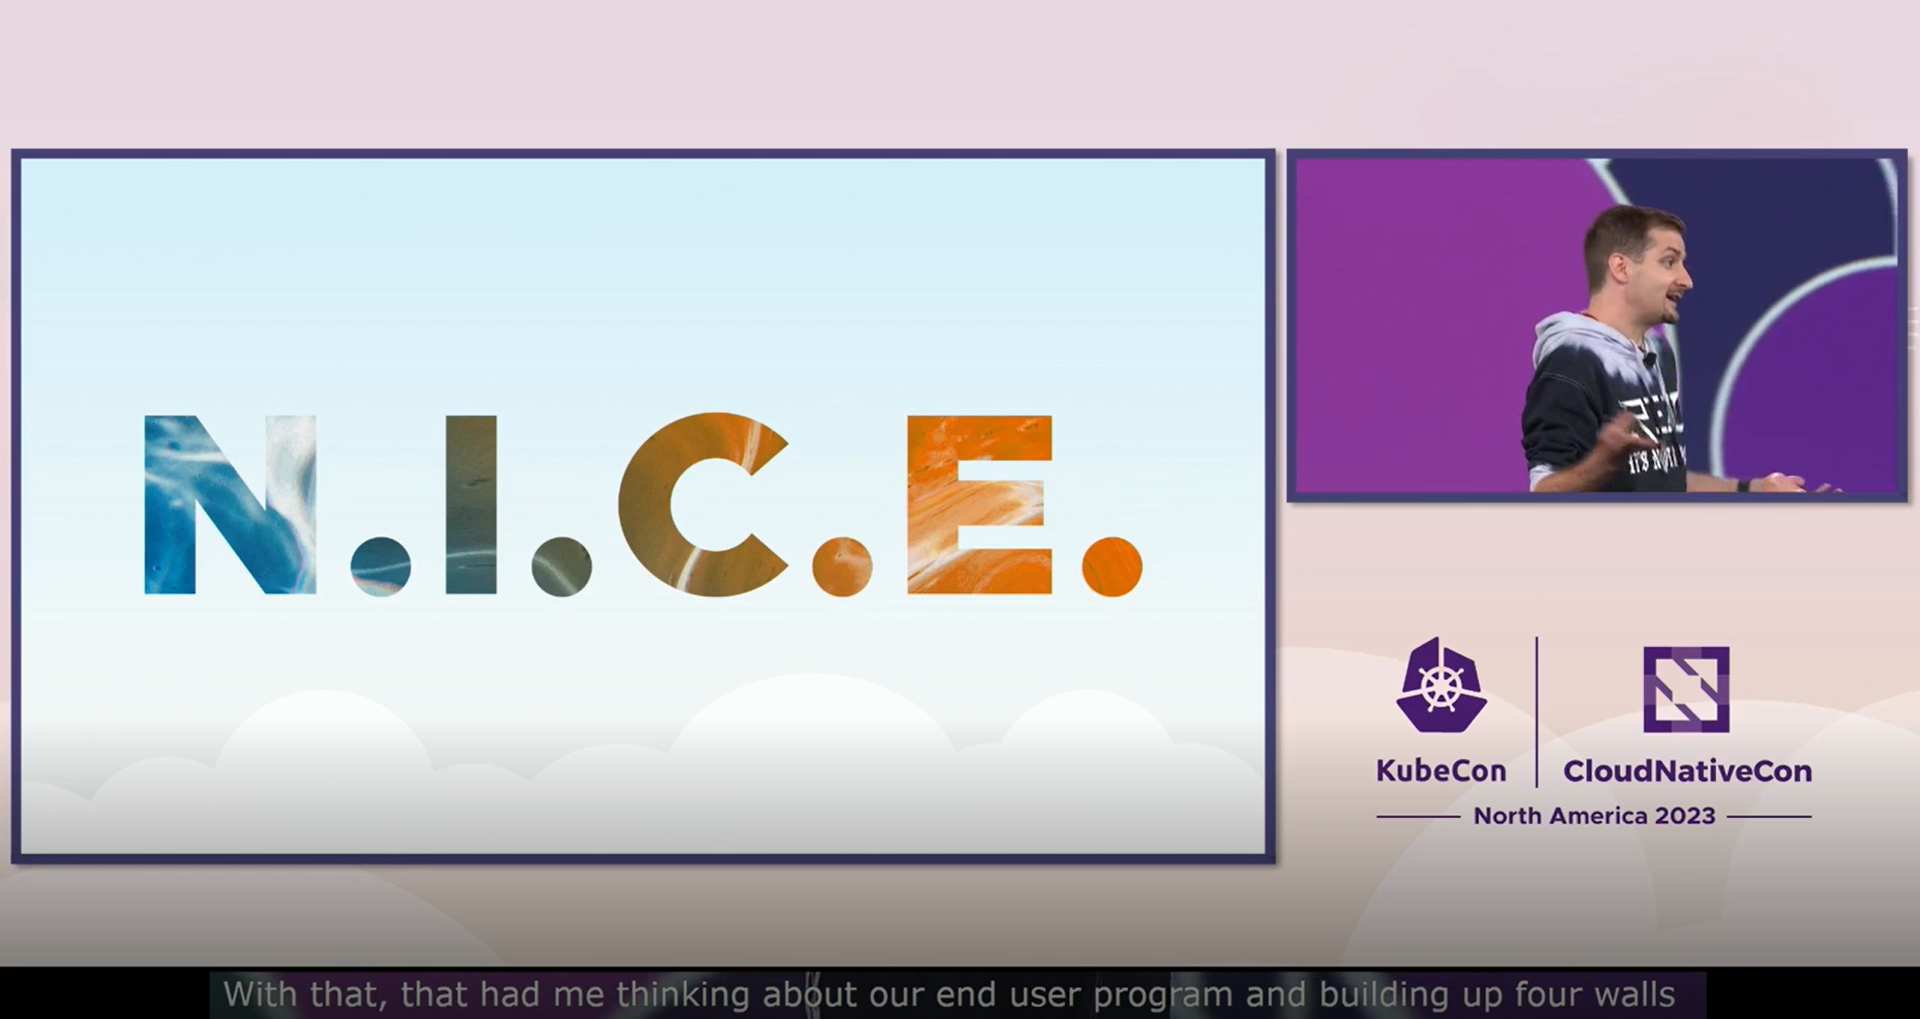 N.I.C.E.
KubeCon
CloudNativeCon
North America 2023
With that, that had me thinking about our end user program and building up four walls